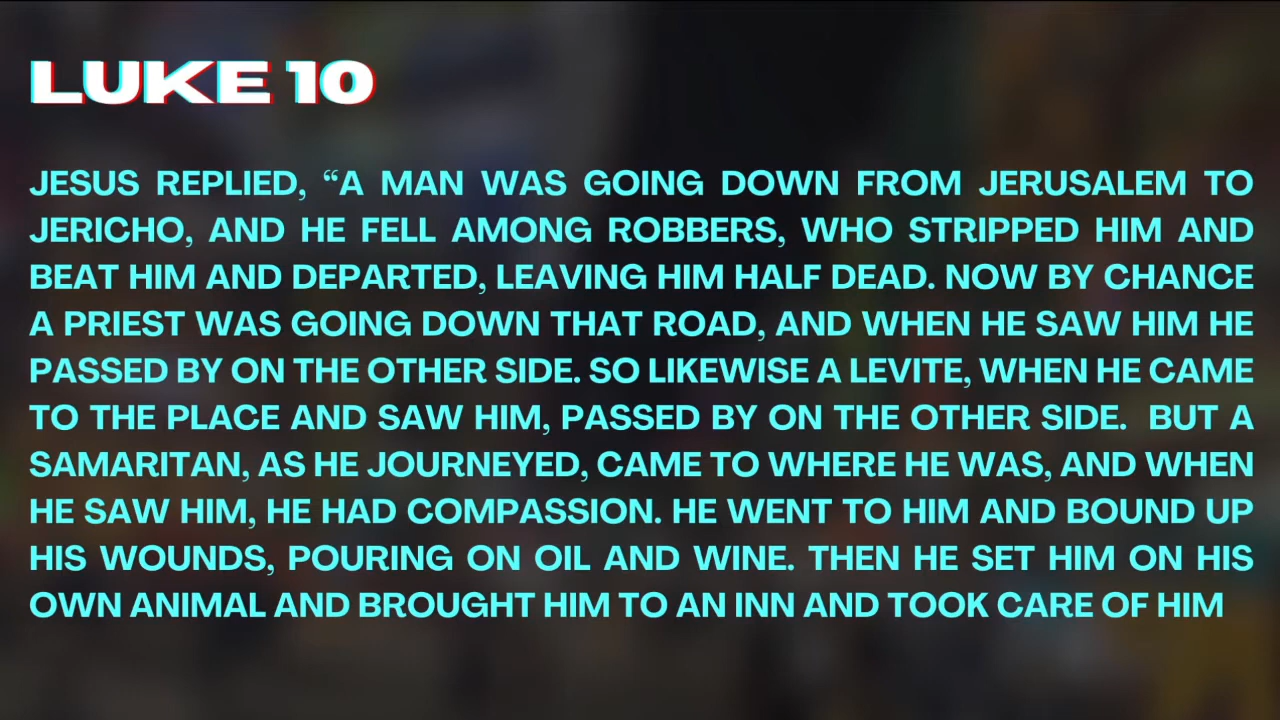 LUKE 10
JESUS REPLIED, “A MAN WAS GOING DOWN FROM JERUSALEM TO
JERICHO, AND HE FELL AMONG ROBBERS, WHO STRIPPED HIM AND
BEAT HIM AND DEPARTED, LEAVING HIM HALF DEAD. NOW BY CHANCE
A PRIEST WAS GOING DOWN THAT ROAD, AND WHEN HE SAW HIM HE
PASSED BY ON THE OTHER SIDE. SO LIKEWISE A LEVITE, WHEN HE CAME
TO THE PLACE AND SAW HIM, PASSED BY ON THE OTHER SIDE.  BUT A
SAMARITAN, AS HE JOURNEYED, CAME TO WHERE HE WAS, AND WHEN
HE SAW HIM, HE HAD COMPASSION. HE WENT TO HIM AND BOUND UP
HIS WOUNDS, POURING ON OIL AND WINE. THEN HE SET HIM ON HIS
OWN ANIMAL AND BROUGHT HIM TO AN INN AND TOOK CARE OF HIM